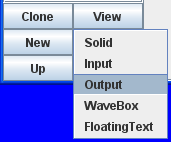 Clone View
New Solid
Input
Up Output
WaveBox
FloatingText